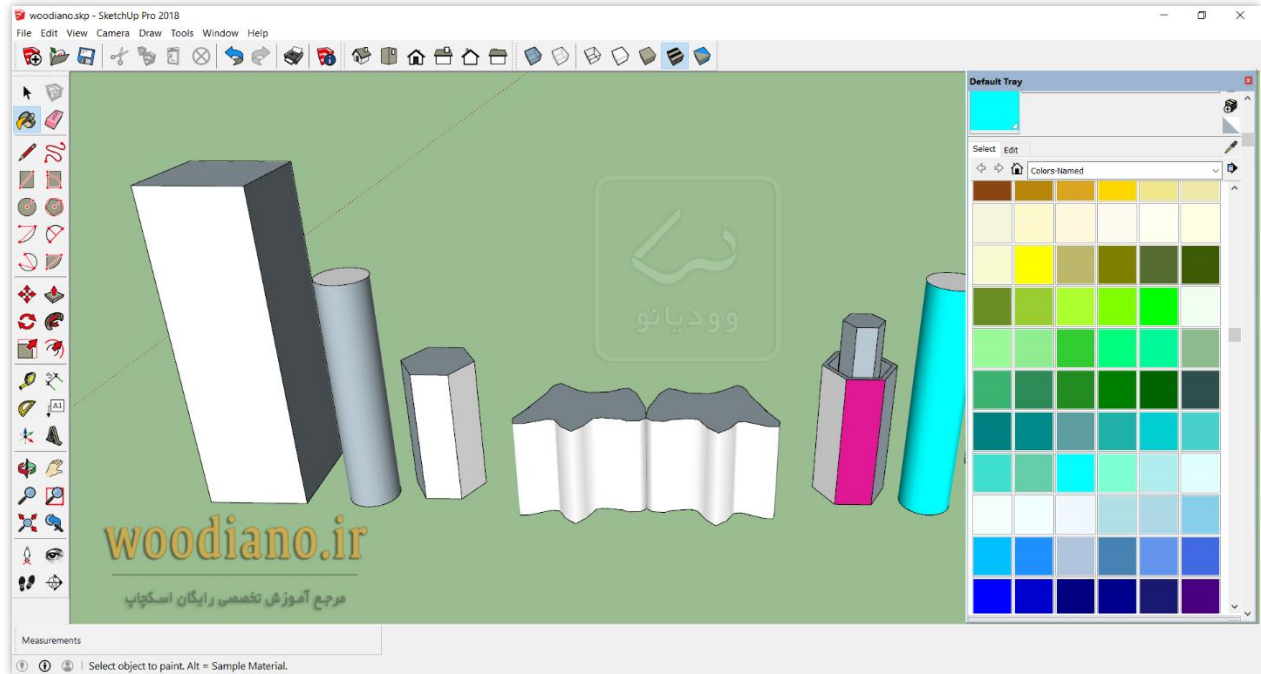 woodiano.skp - SketchUp Pro 2018
File Edit View Camera Draw Tools Window Help
Default Tray
Select Edit
Colors-Named
A1
وودیانو
woodiano.ir
مرجع آموزش تخصصی رایگان اسکچاپ
Measurements
Select object to paint. Alt = Sample Material.